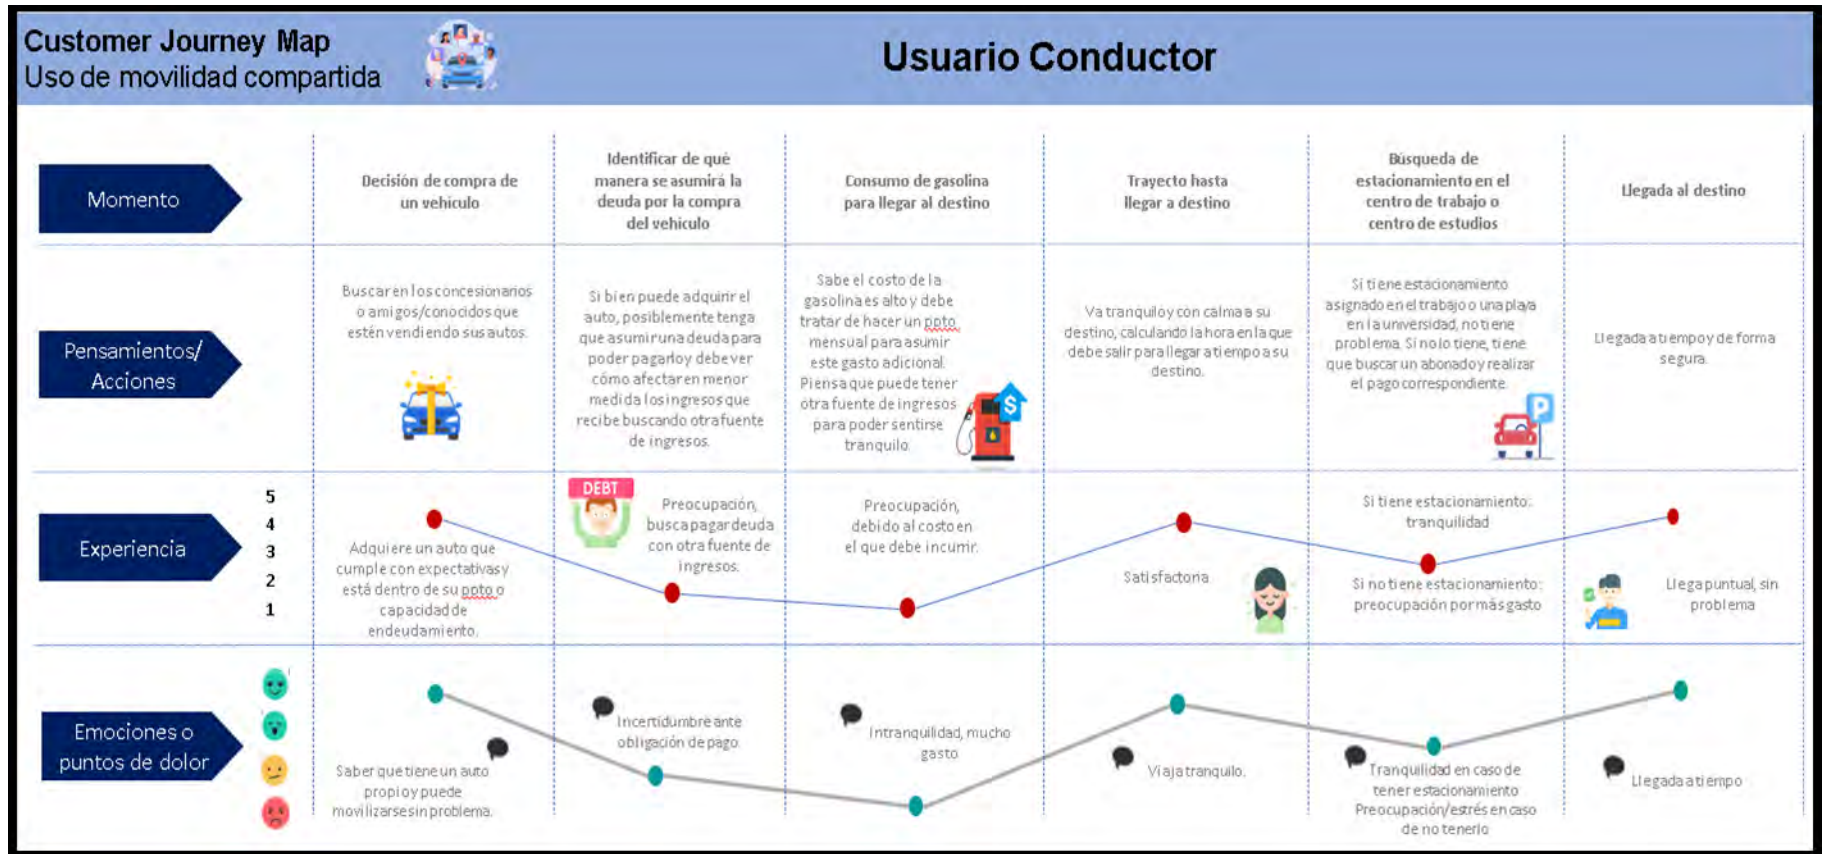 Customer Journey Map
Uso de movilidad compartida
Usuario Conductor
Momento
Decisión de compra de
un vehículo
Identificar de qué
manera se asumirá la
deuda por la compra
del vehículo
Consumo de gasolina
para llegar al destino
Trayecto hasta
llegar a destino
Búsqueda de
estacionamiento en el
centro de trabajo o
centro de estudios
Llegada al destino
Pensamientos/
Acciones
Buscar en los concesionarios
o amigos/conocidos que
estén vendiendo sus autos.
Si bien puede adquirir el
auto, posiblemente tenga
que asumir una deuda para
poder pagarlo y debe ver
cómo afectar en menor
medida los ingresos que
recibe buscando otra fuente
de ingresos.
Sabe el costo de la
gasolina es alto y debe
tratar de hacer un ppto
mensual para asumir
este gasto adicional.
Piensa que puede tener
otra fuente de ingresos
para poder sentirse
tranquilo.
$
Va tranquilo y con calma a su
destino, calculando la hora en la que
debe salir para llegar a tiempo a su
destino.
Si tiene estacionamiento
asignado en el trabajo o una playa
en la universidad, no tiene
problema. Si no lo tiene, tiene
que buscar un abonado y realizar
el pago correspondiente.
P
Llegada a tiempo y de forma
segura.
Experiencia
5
4
3
2
1
Adquiere un auto que
cumple con expectativas y
está dentro de su ppto o
capacidad de
endeudamiento.
DEBT
Preocupación,
busca pagar deuda
con otra fuente de
ingresos.
Preocupación,
debido al costo en
el que debe incurrir.
Satisfactoria
Si tiene estacionamiento:
tranquilidad
Si no tiene estacionamiento:
preocupación por más gasto
Llega puntual, sin
problema
Emociones o
puntos de dolor
Saber que tiene un auto
propio y puede
movilizarse sin problema.
Incertidumbre ante
obligación de pago.
Intranquilidad, mucho
gasto
Viaja tranquilo.
Tranquilidad en caso de
tener estacionamiento
Preocupación/estrés en caso
de no tenerlo
Llegada a tiempo